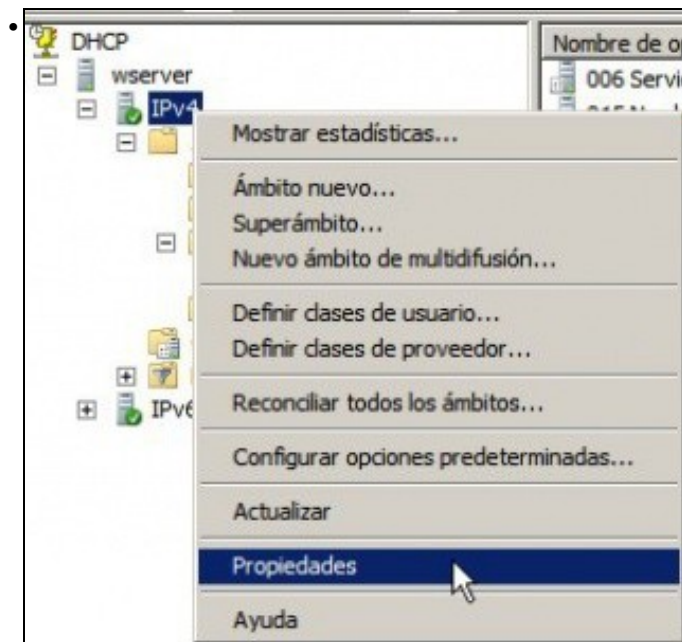 DHCP
Nombre de o
wserver
006 Servi
IPv4
Mostrar estadísticas...
Ámbito nuevo...
Superámbito...
Nuevo ámbito de multidifusión...
Definir clases de usuario...
Definir clases de proveedor...
IPv6
Reconciliar todos los ámbitos...
Configurar opciones predeterminadas...
Actualizar
Propiedades
Ayuda